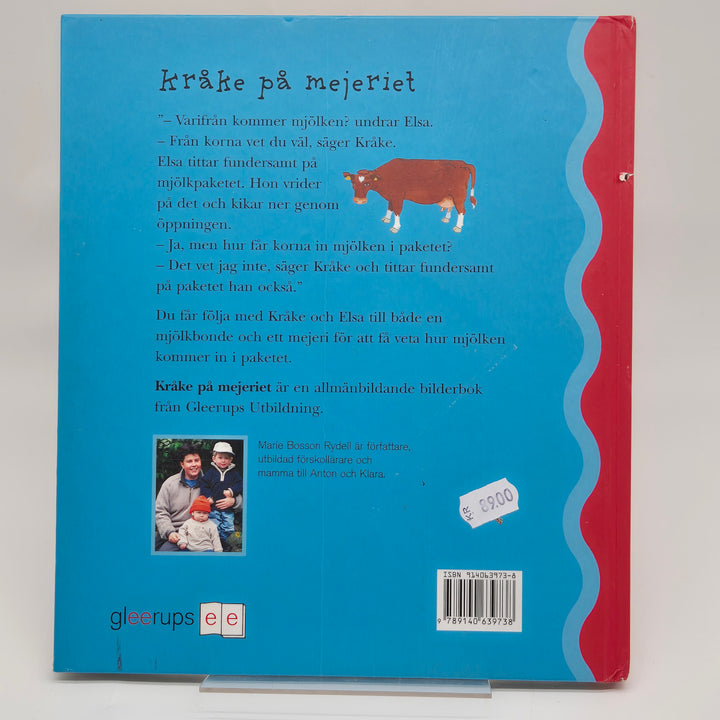 kråke på mejeriet
"– Varifrån kommer mjölken? undrar Elsa.
– Från korna vet du väl, säger Kråke.
Elsa tittar fundersamt på
mjölkpaketet. Hon vrider
på det och kikar ner genom
öppningen.
– Ja, men hur får korna in mjölken i paketet?
– Det vet jag inte, säger Kråke och tittar fundersamt
på paketet han också."
Du får följa med Kråke och Elsa till både en
mjölkbonde och ett mejeri för att få veta hur mjölken
kommer in i paketet.
Kråke på mejeriet är en allmänbildande bilderbok
från Gleerups Utbildning.
Marie Bosson Rydell är författare,
utbildad förskollärare och
mamma till Anton och Klara.
KR 89.00
ISBN 914063973-8
9 789140 639738
gleerups e e